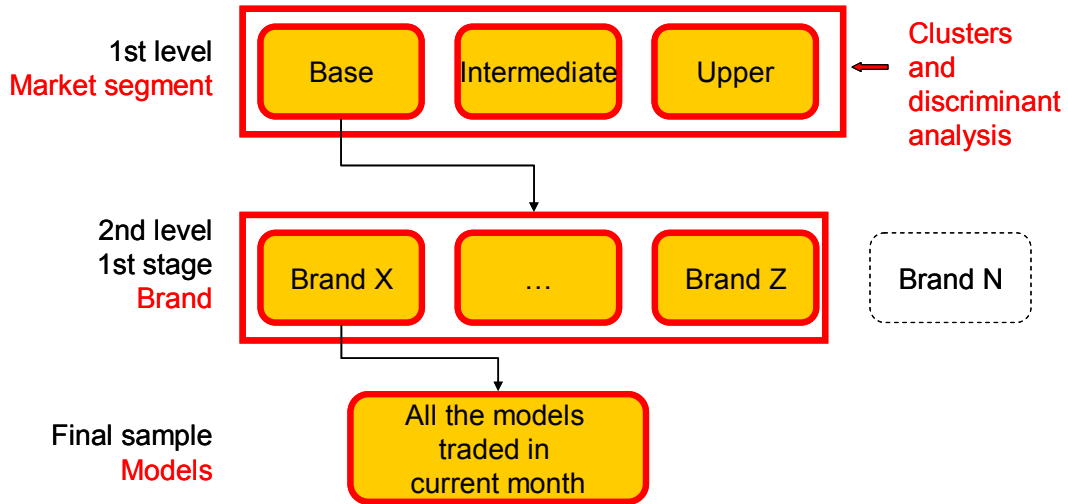 1st level
Market segment
Base
Intermediate
Upper
Clusters
and
discriminant
analysis
2nd level
1st stage
Brand
Brand X
…
Brand Z
Brand N
Final sample
Models
All the models
traded in
current month